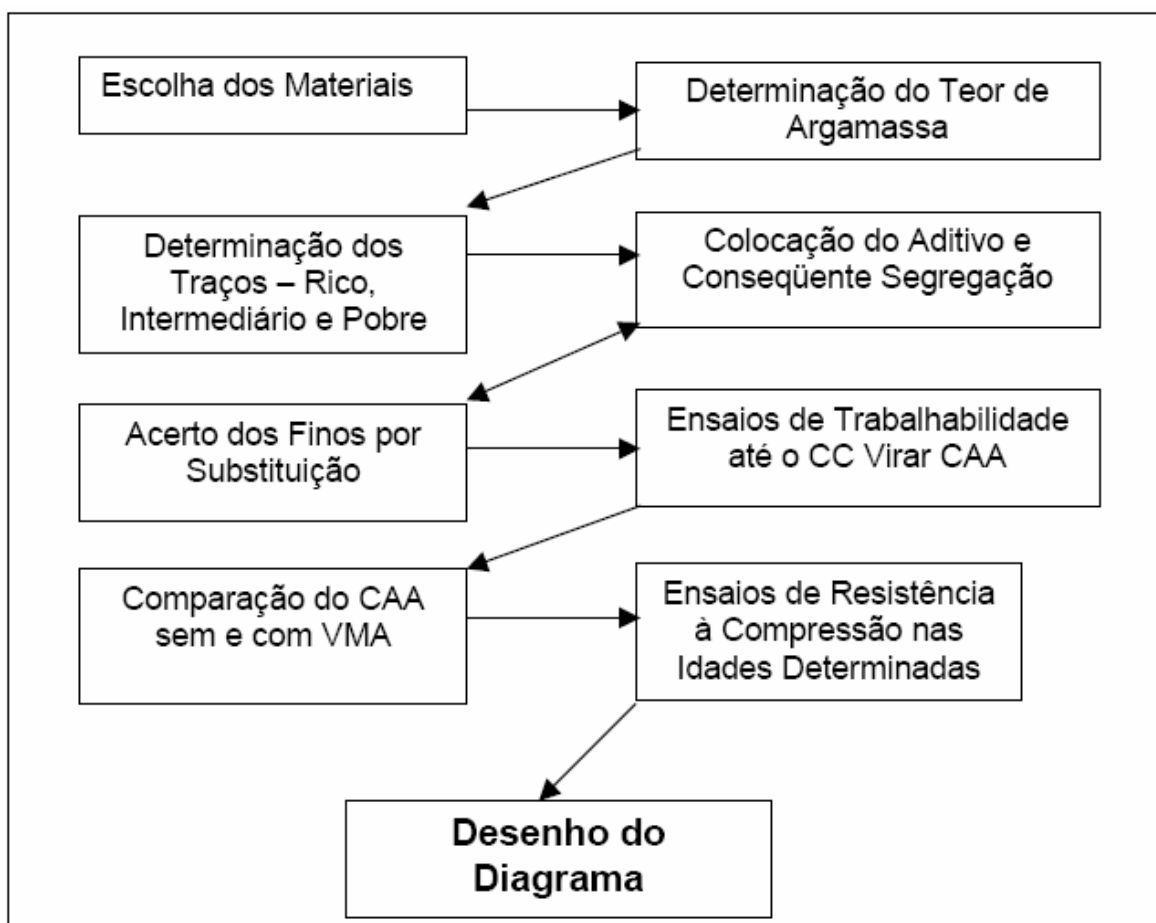 Escolha dos Materiais
Determinação do Teor de
Argamassa
Determinação dos
Traços – Rico,
Intermediário e Pobre
Colocação do Aditivo e
Conseqüente Segregação
Acerto dos Finos por
Substituição
Ensaios de Trabalhabilidade
até o CC Virar CAA
Comparação do CAA
sem e com VMA
Ensaios de Resistência
à Compressão nas
Idades Determinadas
Desenho do
Diagrama